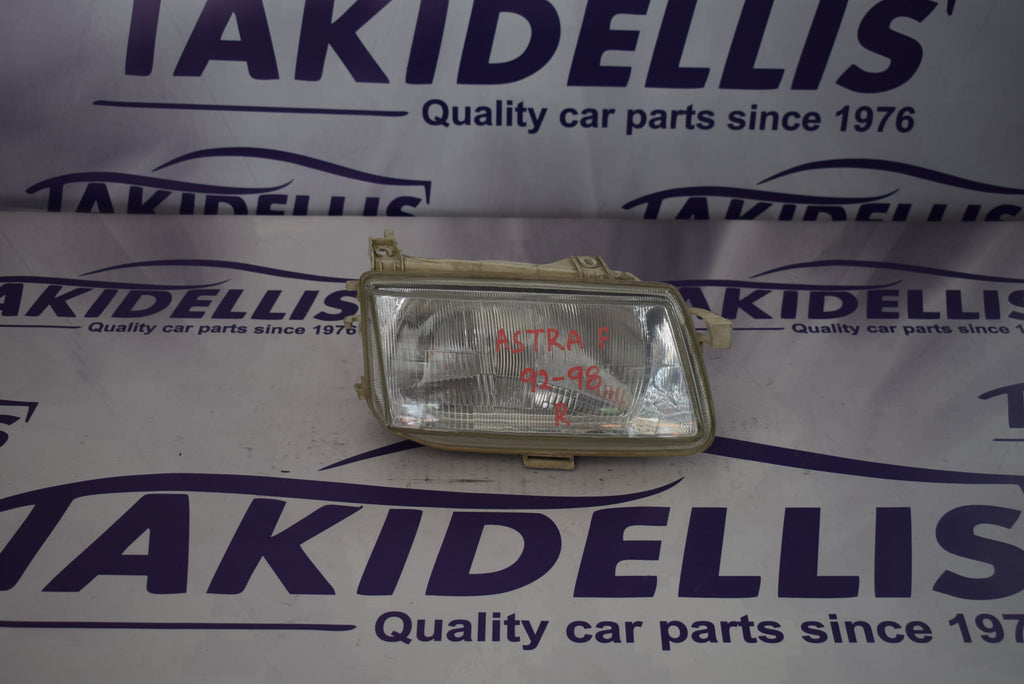 TAKIDELLIS
Quality car parts since 1976
TAKIDELLIS
TAKIDELLIS
TAKIDELLIS
Quality car parts since 1976
TAKIDELLIS
Quality car parts since
ASTRA F
92-98
R
TAKIDELLIS
Quality car parts since 197